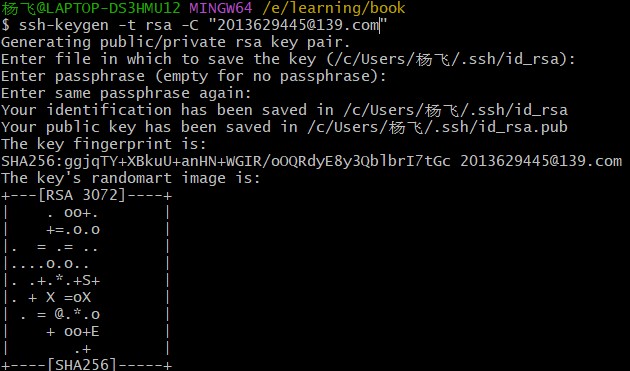 杨飞@LAPTOP-DS3HMU12 MINGW64 /e/learning/book
$ ssh-keygen -t rsa -C "2013629445@139.com"
Generating public/private rsa key pair.
Enter file in which to save the key (/c/Users/杨飞/.ssh/id_rsa):
Enter passphrase (empty for no passphrase):
Enter same passphrase again:
Your identification has been saved in /c/Users/杨飞/.ssh/id_rsa
Your public key has been saved in /c/Users/杨飞/.ssh/id_rsa.pub
The key fingerprint is:
SHA256:ggjqTY+XBkuU+anHN+WGIR/oOQRdyE8y3QblbrI7tGc 2013629445@139.com
The key's randomart image is:
+---[RSA 3072]----+
|    . oo+.       |
|    +=.o.o       |
|.  = .= ..       |
|....o.o..        |
|. .+.*.+S+       |
|. + X =oX        |
| . = @.*.o       |
|    + oo+E       |
|       .+        |
+----[SHA256]-----+